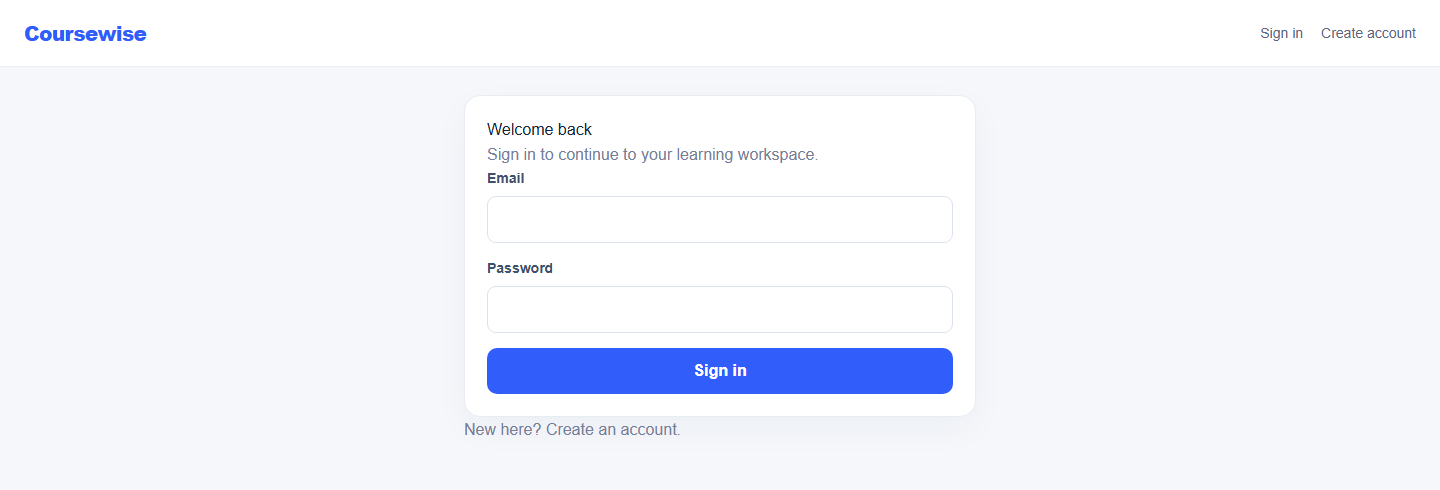 Coursewise
Sign in
Create account
Welcome back
Sign in to continue to your learning workspace.
Email
Password
Sign in
New here? Create an account.